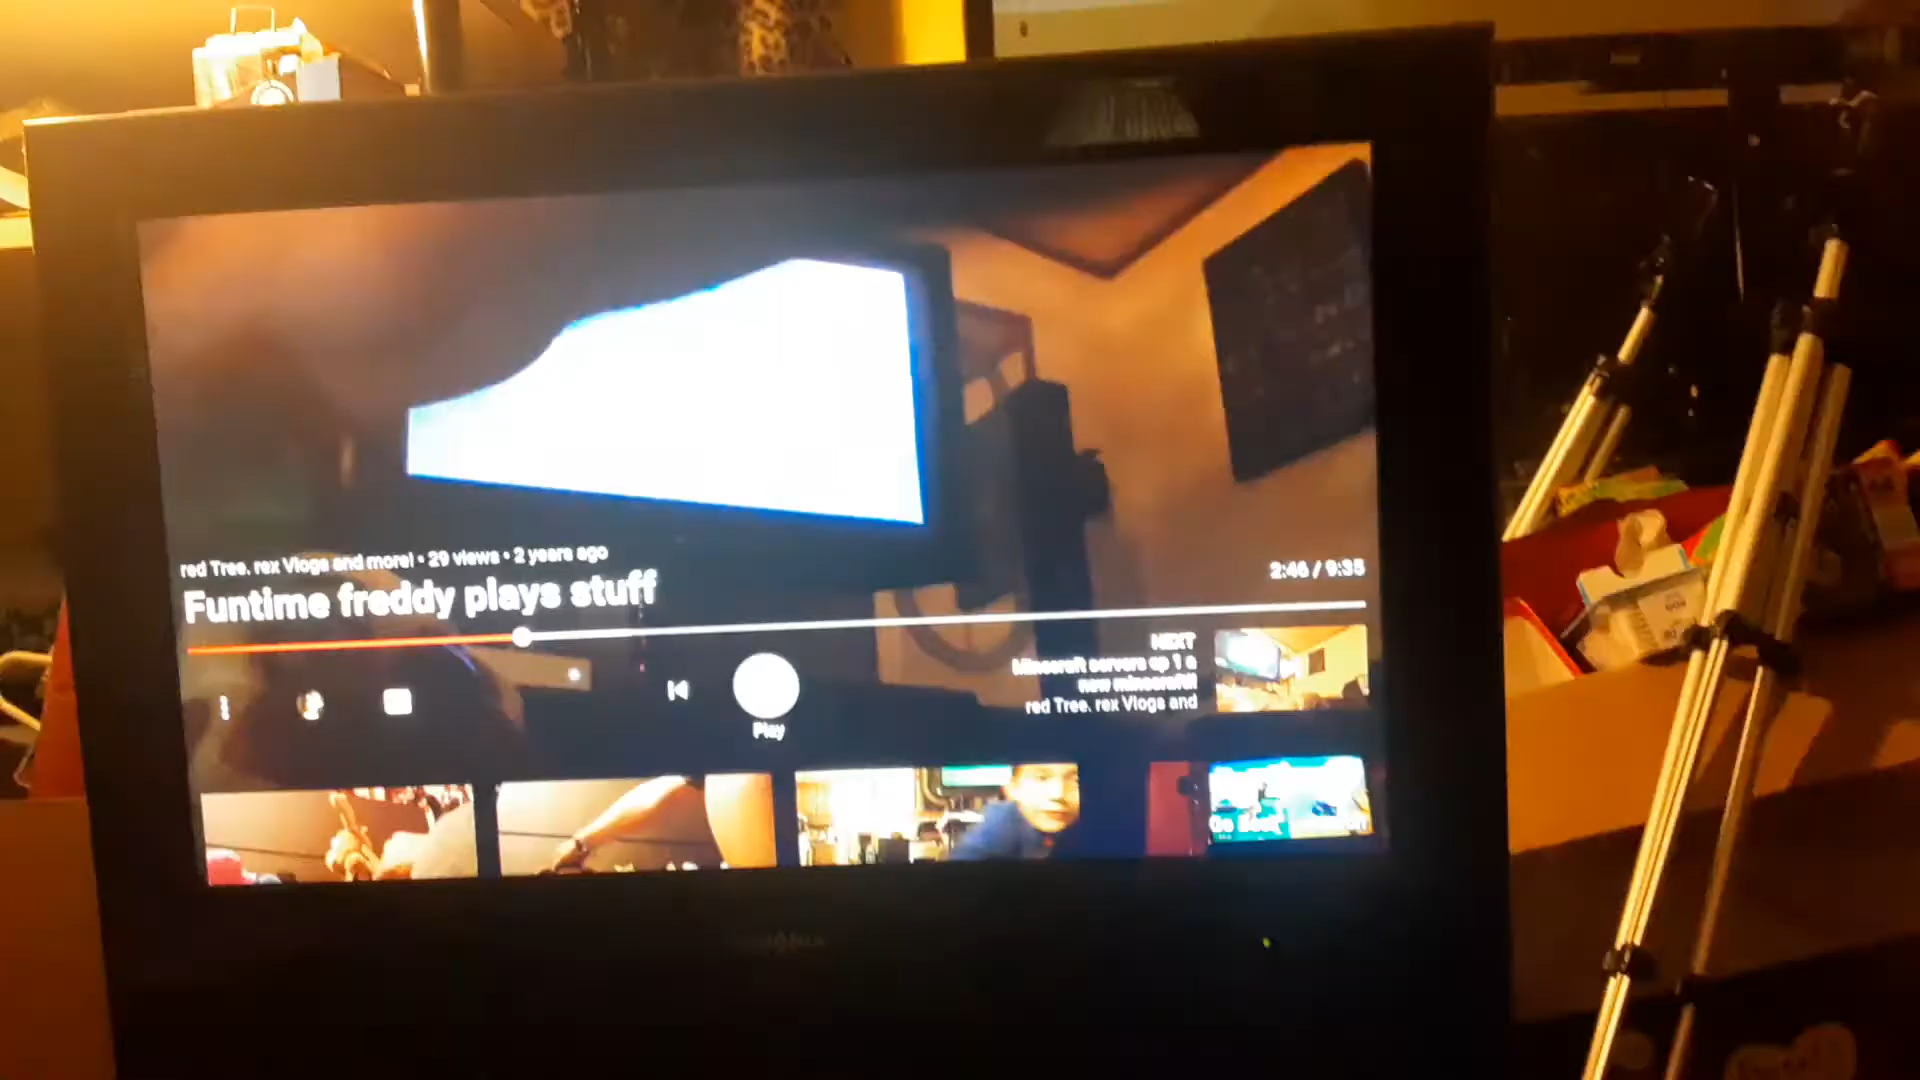 red Tree. rex Vlogs and more! • 29 views • 2 years ago
Funtime freddy plays stuff
2:46 / 9:35
NEXT
Minecraft servers ep 1 a
new minecraft!
red Tree. rex Vlogs and
Play